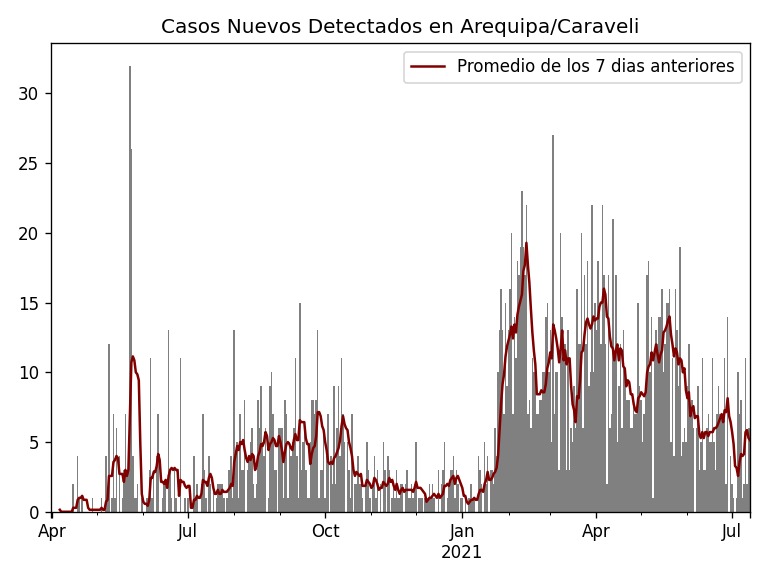 Casos Nuevos Detectados en Arequipa/Caraveli
Promedio de los 7 dias anteriores
30
25
20
15
10
5
0
Apr Jul Oct Jan Apr Jul
2021